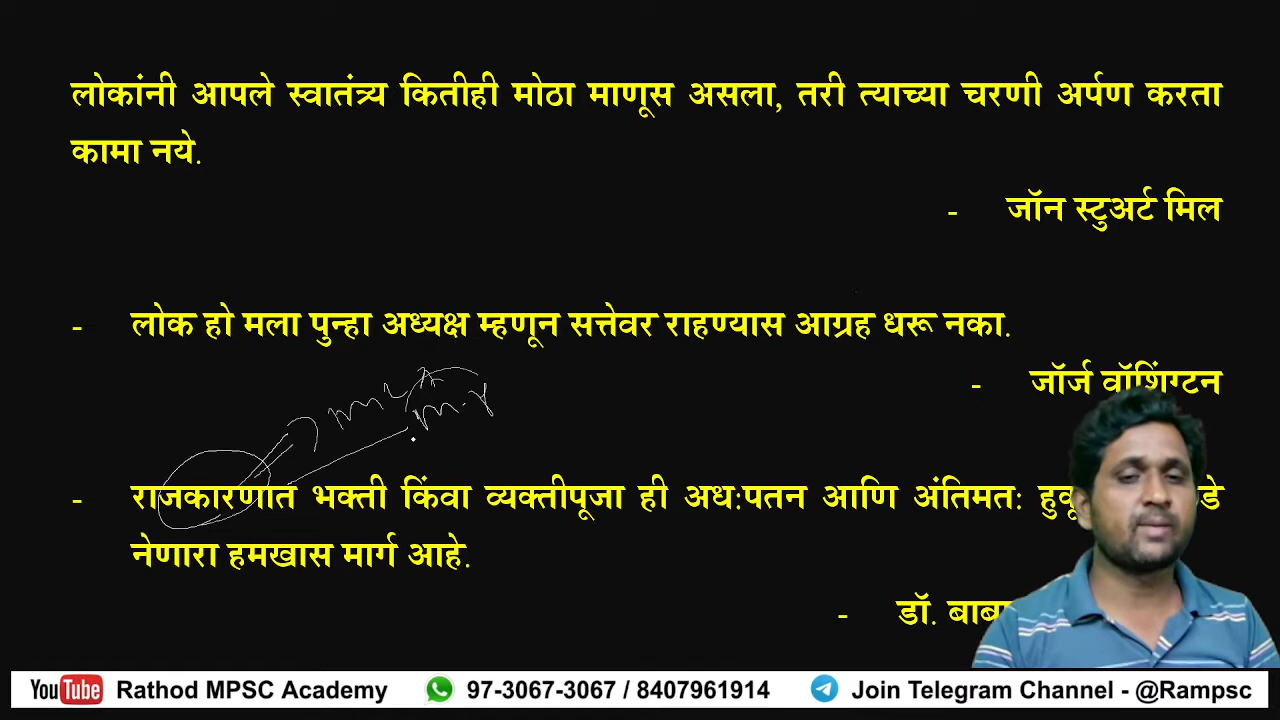 लोकांनी आपले स्वातंत्र्य कितीही मोठा माणूस असला, तरी त्याच्या चरणी अर्पण करता
कामा नये.
- जॉन स्टुअर्ट मिल
- लोक हो मला पुन्हा अध्यक्ष म्हणून सत्तेवर राहण्यास आग्रह धरू नका.
- जॉर्ज वॉशिंग्टन
- राजकारणात भक्ती किंवा व्यक्तीपूजा ही अध:पतन आणि अंतिमत:
नेणारा हमखास मार्ग आहे.
- डॉ.
YouTube Rathod MPSC Academy 97-3067-3067 / 8407961914 Join Telegram Channel - @Rampsc